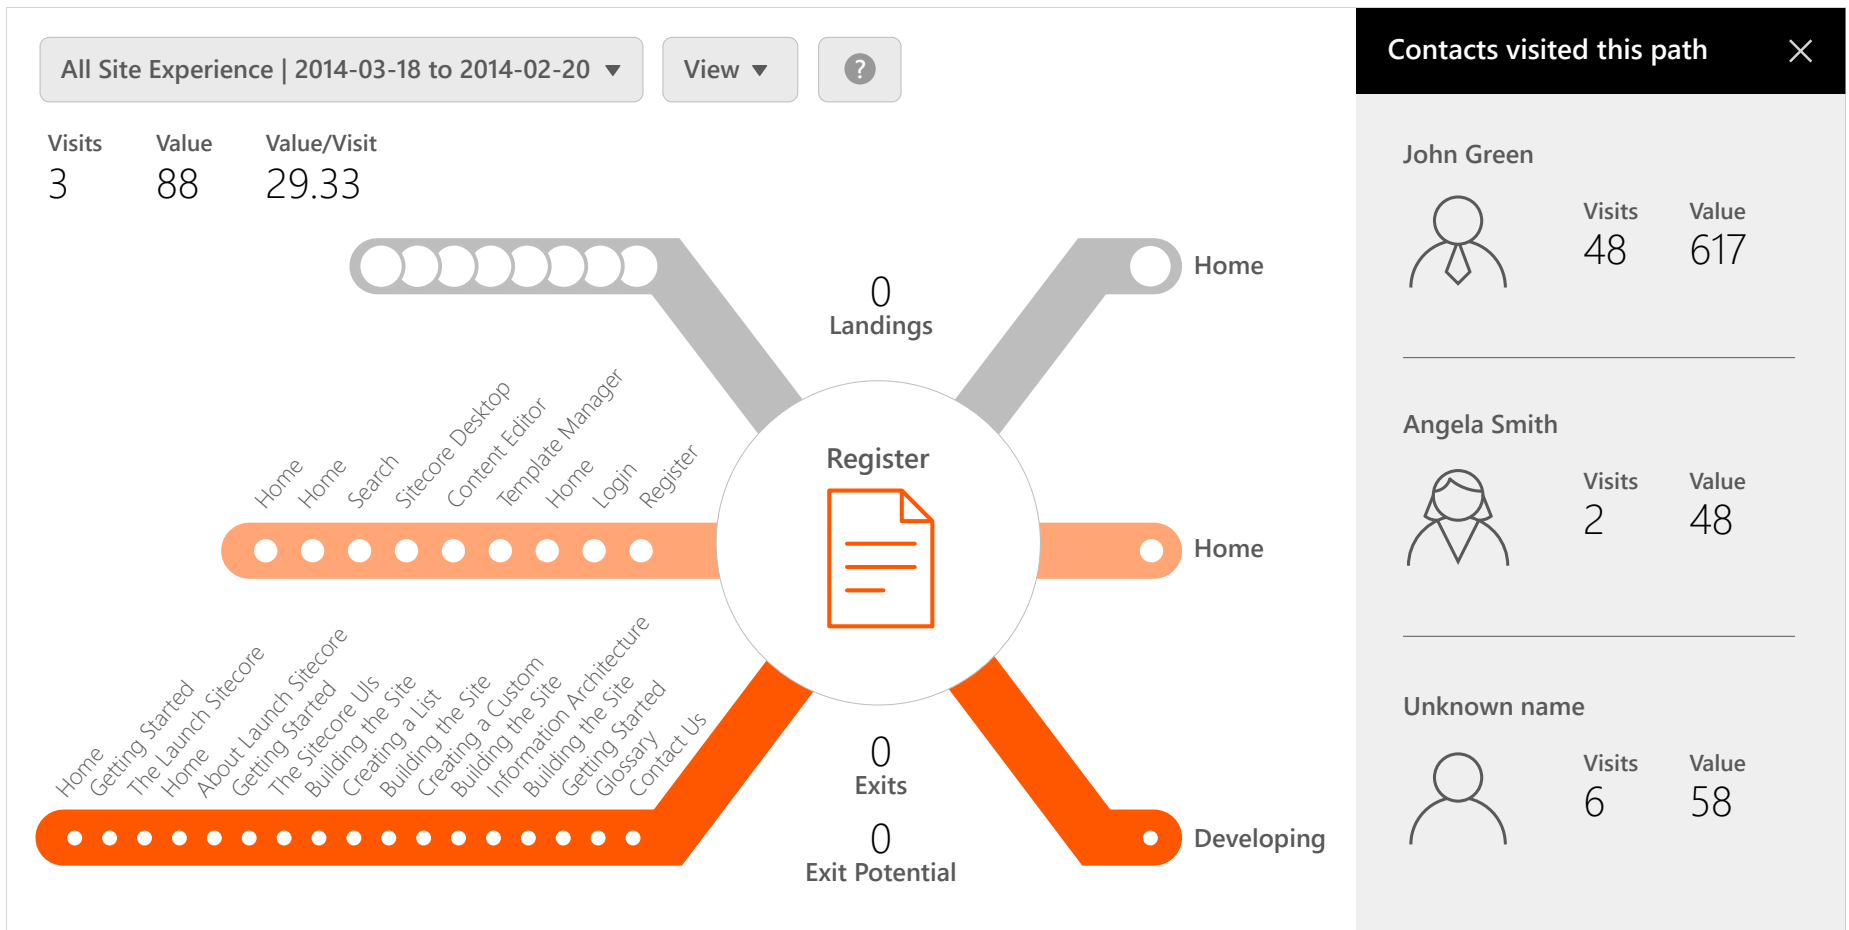 All Site Experience | 2014-03-18 to 2014-02-20
View
?
Contacts visited this path
Visits
Value
Value/Visit
3
88
29.33
Home
0
Landings
Home
Home
Search
Sitecore Desktop
Content Editor
Template Manager
Home
Login
Register
Register
Home
Home
Getting Started
The Launch Sitecore
Home
About Launch Sitecore
Getting Started
The Sitecore UIs
Building the Site
Creating a List
Building the Site
Creating a Custom
Building the Site
Information Architecture
Building the Site
Getting Started
Glossary
Contact Us
0
Exits
0
Exit Potential
Developing
John Green
Visits
Value
48
617
Angela Smith
Visits
Value
2
48
Unknown name
Visits
Value
6
58